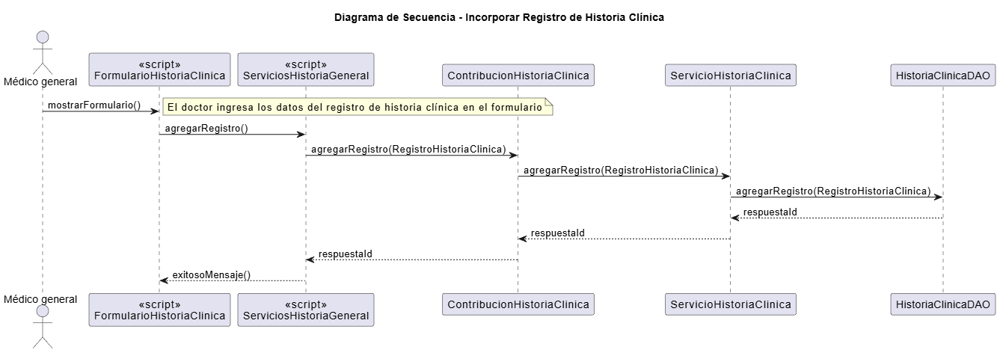 Diagrama de Secuencia - Incorporar Registro de Historia Clínica
Médico general
«script»
FormularioHistoriaClinica
«script»
ServiciosHistoriaGeneral
ContribucionHistoriaClinica
ServicioHistoriaClinica
HistoriaClinicaDAO
mostrarFormulario()
El doctor ingresa los datos del registro de historia clínica en el formulario
agregarRegistro()
agregarRegistro(RegistroHistoriaClinica)
agregarRegistro(RegistroHistoriaClinica)
agregarRegistro(RegistroHistoriaClinica)
respuestaId
respuestaId
respuestaId
exitosoMensaje()
Médico general
«script»
FormularioHistoriaClinica
«script»
ServiciosHistoriaGeneral
ContribucionHistoriaClinica
ServicioHistoriaClinica
HistoriaClinicaDAO